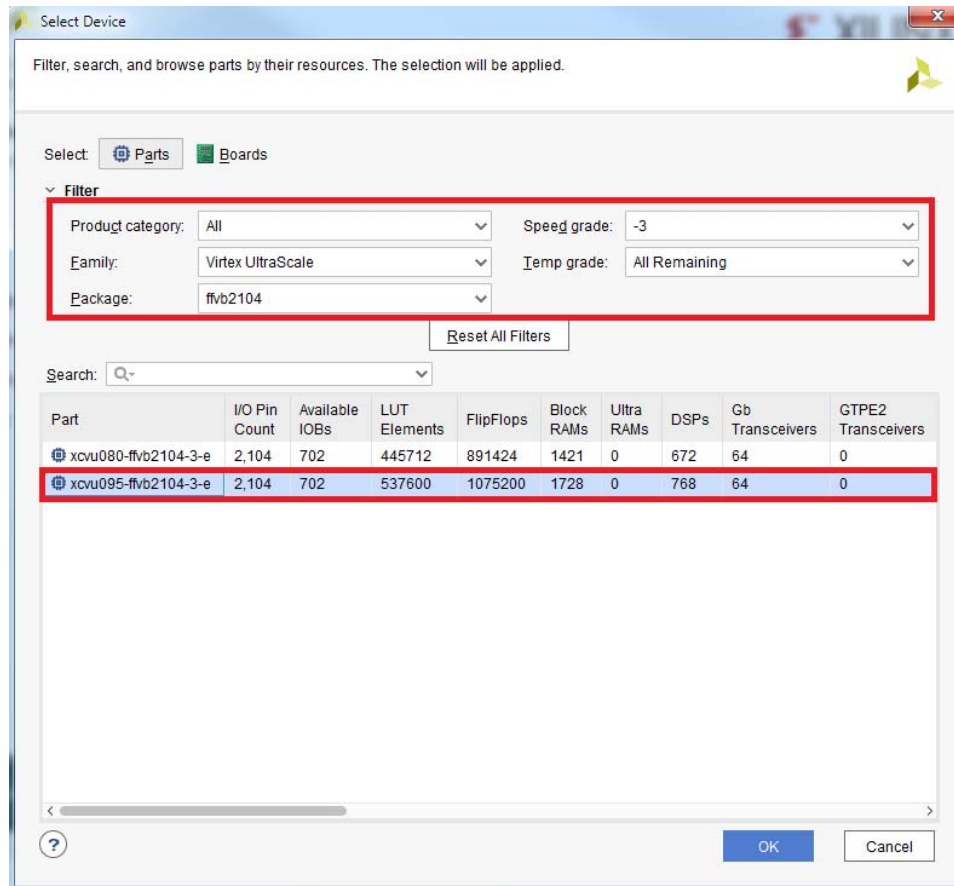 Select Device
Filter, search, and browse parts by their resources. The selection will be applied.
Select: Parts Boards
Filter
Product category: All Speed grade: -3
Family: Virtex UltraScale Temp grade: All Remaining
Package: ffvb2104
Reset All Filters
Search: Q-
Part I/O Pin Count Available IOBs LUT Elements FlipFlops Block RAMs Ultra RAMs DSPs Gb Transceivers GTPE2 Transceivers
xcvu080-ffvb2104-3-e 2,104 702 445712 891424 1421 0 672 64 0
xcvu095-ffvb2104-3-e 2,104 702 537600 1075200 1728 0 768 64 0
?
OK Cancel